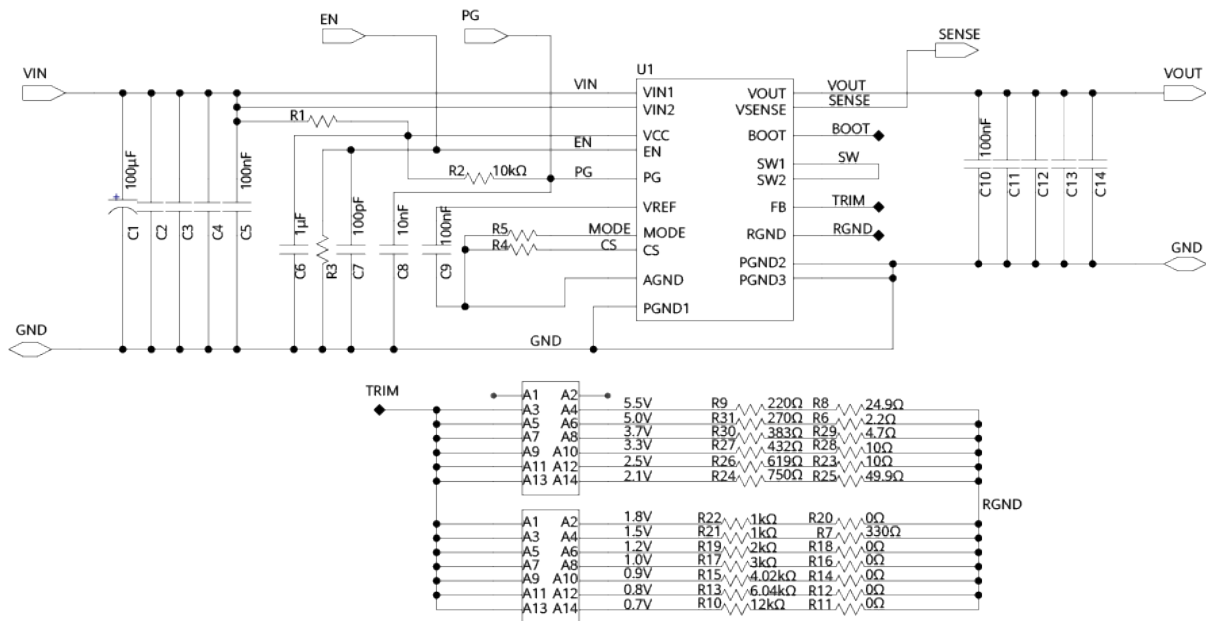 EN
PG
SENSE
VIN
VIN
U1
VOUT
VOUT
VIN1 VOUT
VIN2 VSENSE SENSE
R1
VCC BOOT BOOT
EN
EN
SW1 SW
R2 10kΩ PG
PG SW2
VREF FB TRIM
R5 MODE MODE RGND RGND
R4 CS CS
AGND PGND2 GND
PGND1 PGND3
100µF
+
C1
C2
C3
C4
100nF
C5
1µF
C6
R3
100pF
C7
10nF
C8
100nF
C9
100nF
C10
C11
C12
C13
C14
GND
GND
TRIM
A1 A2
A3 A4 5.5V R9 220Ω R8 24.9Ω
A5 A6 5.0V R31 270Ω R6 2.2Ω
A7 A8 3.7V R30 383Ω R29 4.7Ω
A9 A10 3.3V R27 432Ω R28 10Ω
A11 A12 2.5V R26 619Ω R23 10Ω
A13 A14 2.1V R24 750Ω R25 49.9Ω
RGND
A1 A2 1.8V R22 1kΩ R20 0Ω
A3 A4 1.5V R21 1kΩ R7 330Ω
A5 A6 1.2V R19 2kΩ R18 0Ω
A7 A8 1.0V R17 3kΩ R16 0Ω
A9 A10 0.9V R15 4.02kΩ R14 0Ω
A11 A12 0.8V R13 6.04kΩ R12 0Ω
A13 A14 0.7V R10 12kΩ R11 0Ω